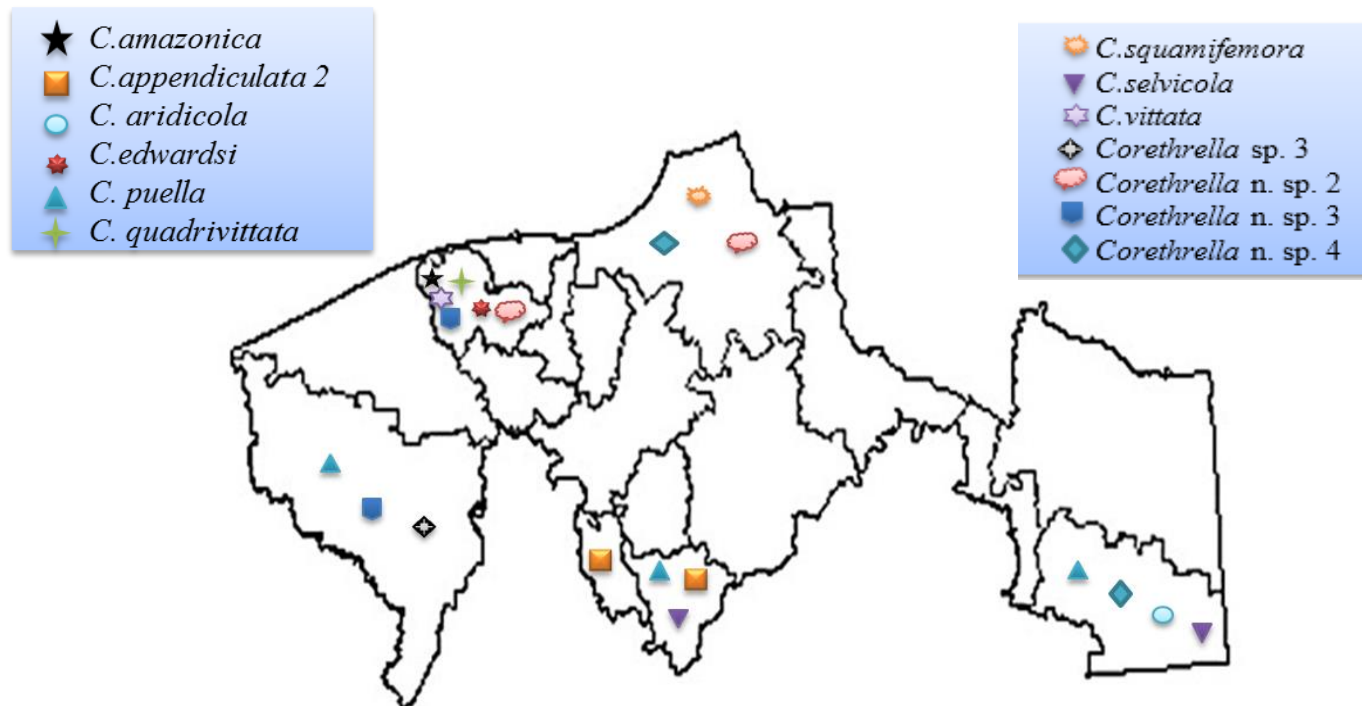 C.amazonica
C.appendiculata 2
C. aridicola
C.edwardsi
C. puella
C. quadrivittata
C.squamifemora
C.selvicola
C.vittata
Corethrella sp. 3
Corethrella n. sp. 2
Corethrella n. sp. 3
Corethrella n. sp. 4